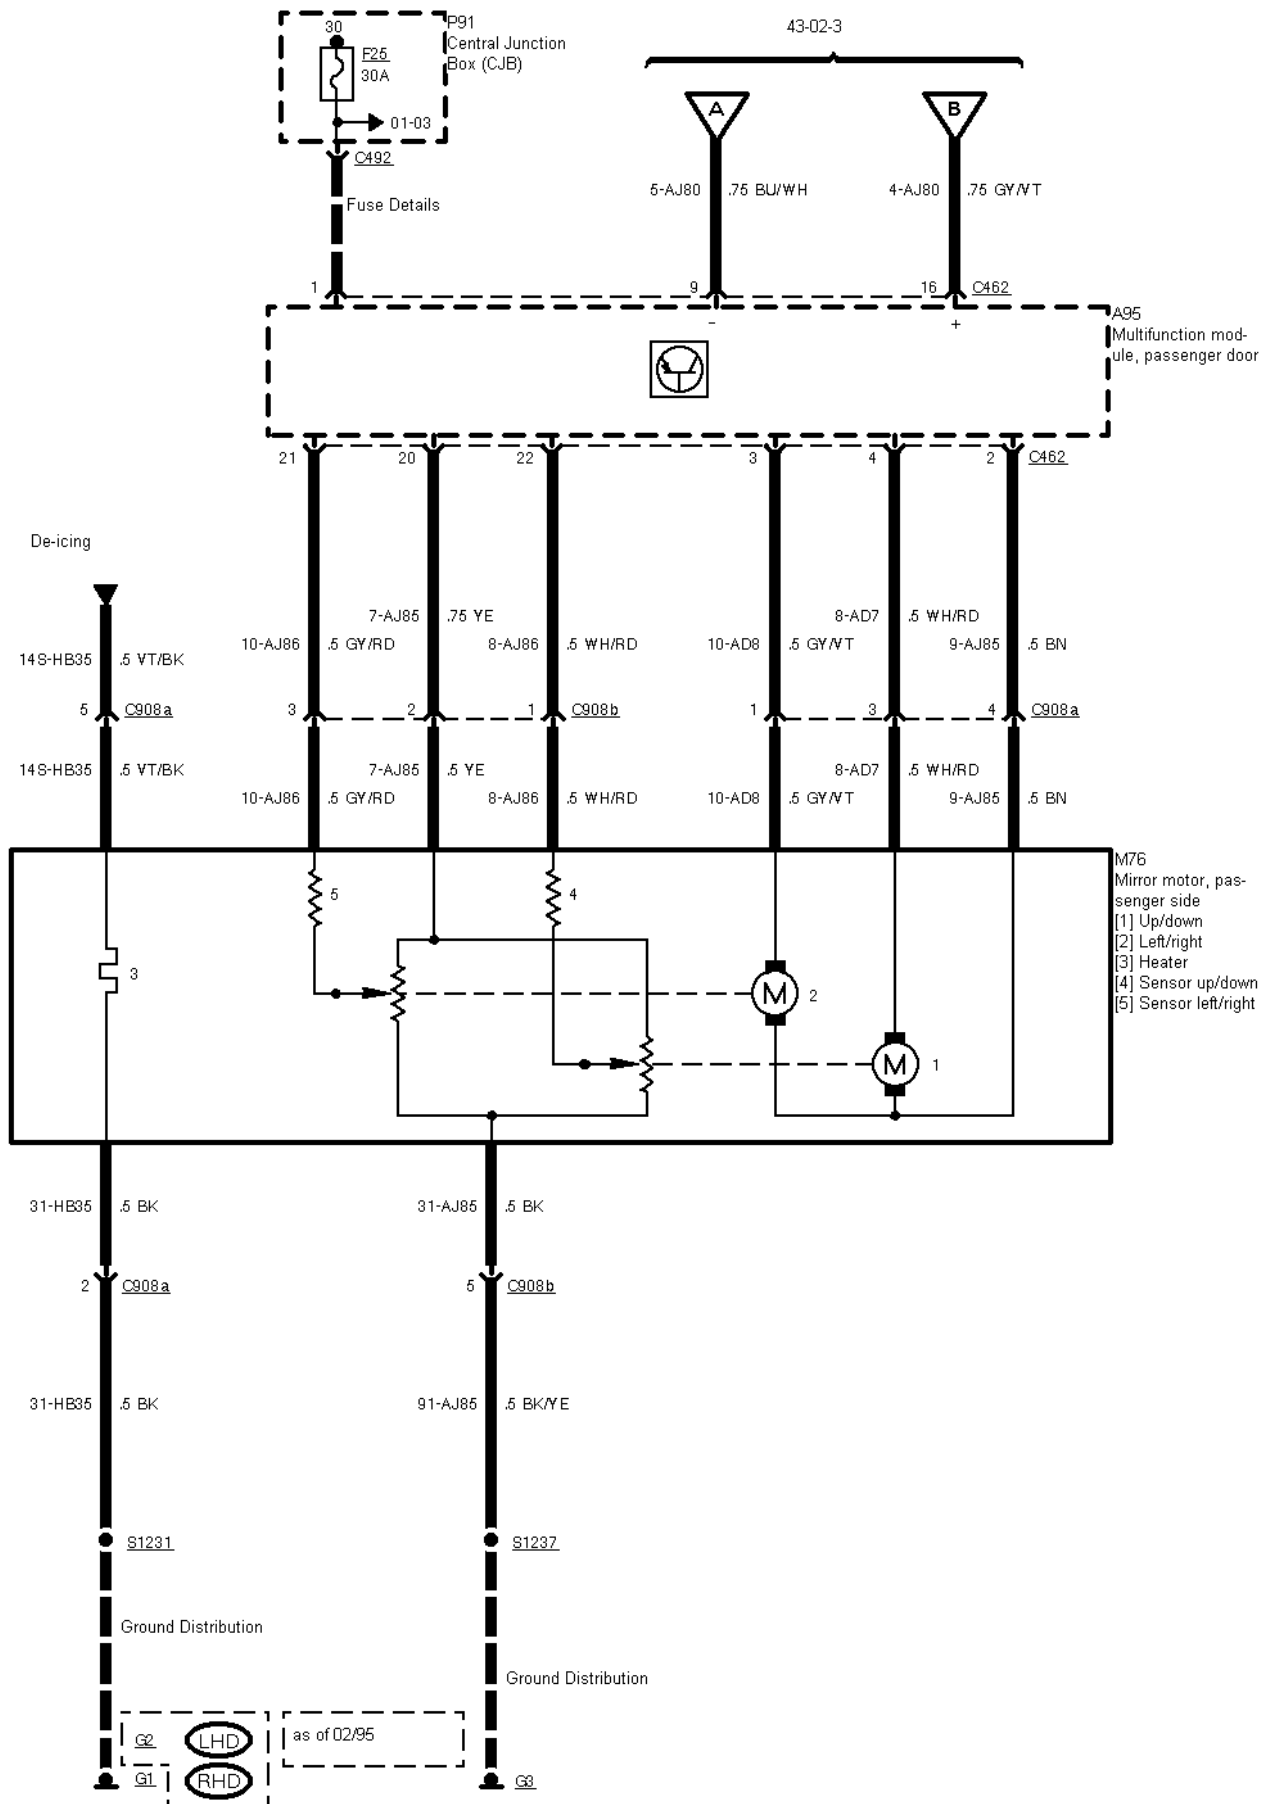 30
P91
Central Junction
Box (CJB)
F25
30A
01-03
C492
Fuse Details
43-02-3
A
B
5-AJ80 .75 BU/WH
4-AJ80 .75 GY/VT
1
9
16
C462
-
+
A95
Multifunction mod-
ule, passenger door
21
20
22
3
4
2
C462
De-icing
7-AJ85 .75 YE
8-AD7 .5 WH/RD
10-AJ86 .5 GY/RD
8-AJ86 .5 WH/RD
10-AD8 .5 GY/VT
9-AJ85 .5 BN
14S-HB35 .5 VT/BK
5
C908a
3
2
1
C908b
1
3
4
C908a
14S-HB35 .5 VT/BK
7-AJ85 .5 YE
8-AD7 .5 WH/RD
10-AJ86 .5 GY/RD
8-AJ86 .5 WH/RD
10-AD8 .5 GY/VT
9-AJ85 .5 BN
M76
Mirror motor, pas-
senger side
[1] Up/down
[2] Left/right
[3] Heater
[4] Sensor up/down
[5] Sensor left/right
5
4
3
M
2
M
1
31-HB35 .5 BK
31-AJ85 .5 BK
2
C908a
5
C908b
31-HB35 .5 BK
91-AJ85 .5 BK/YE
S1231
S1237
Ground Distribution
Ground Distribution
G2
LHD
as of 02/95
G1
RHD
G3